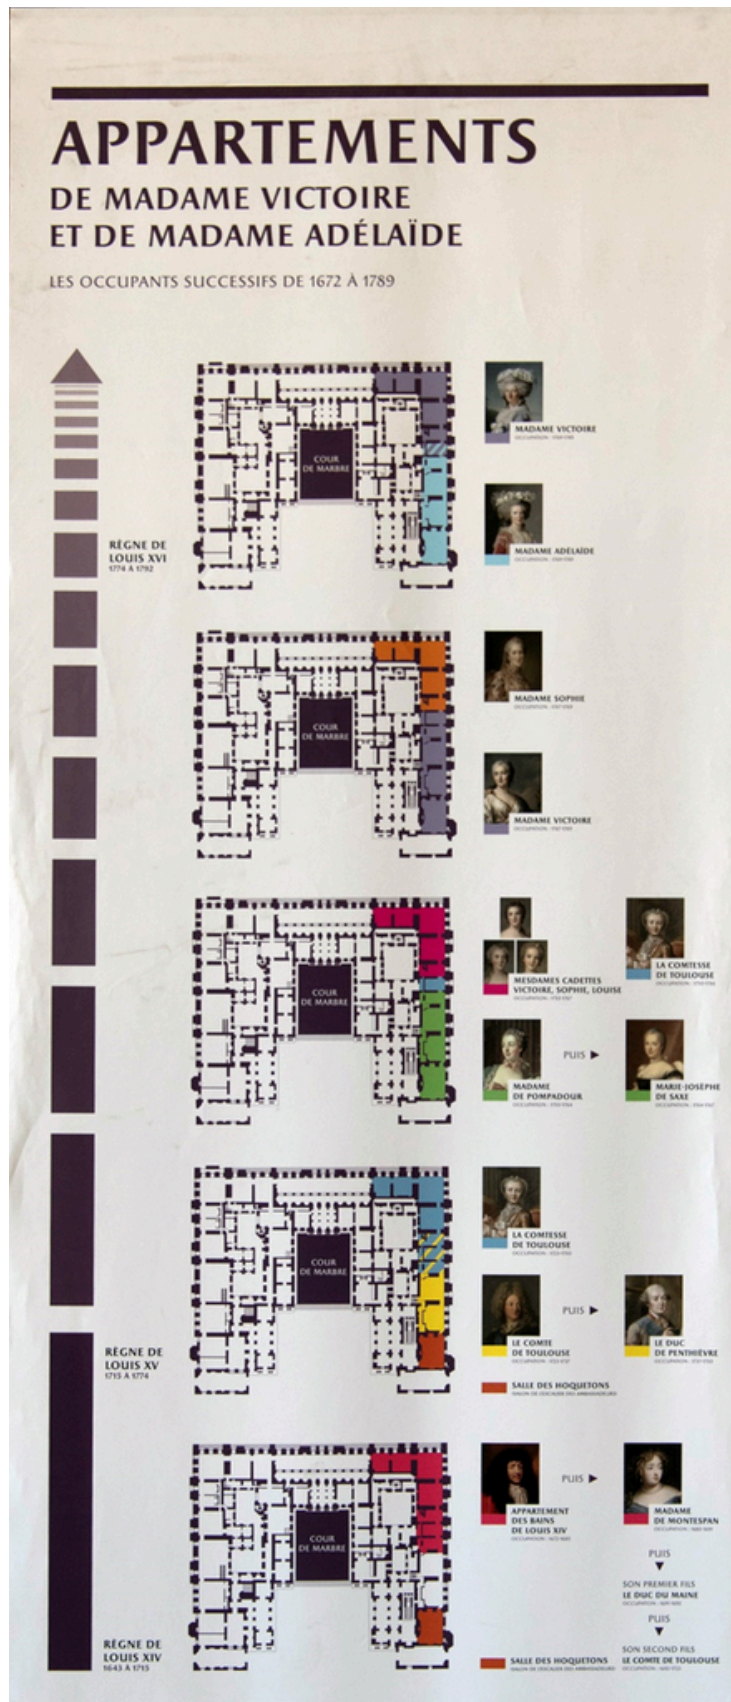 APPARTEMENTS
DE MADAME VICTOIRE
ET DE MADAME ADÉLAÏDE
LES OCCUPANTS SUCCESSIFS DE 1672 À 1789
COUR
DE MARBRE
MADAME VICTOIRE
MADAME ADÉLAÏDE
RÈGNE DE
LOUIS XVI
1774 À 1792
COUR
DE MARBRE
MADAME SOPHIE
MADAME VICTOIRE
COUR
DE MARBRE
MESDAMES CADETTES
VICTOIRE, SOPHIE, LOUISE
LA COMTESSE
DE TOULOUSE
MADAME
DE POMPADOUR
PUIS
MARIE-JOSÈPHE
DE SAXE
COUR
DE MARBRE
LA COMTESSE
DE TOULOUSE
LE COMTE
DE TOULOUSE
PUIS
LE DUC
DE PENTHIÈVRE
SALLE DES HOQUETONS
RÈGNE DE
LOUIS XV
1715 À 1774
COUR
DE MARBRE
APPARTEMENT
DES BAINS
DE LOUIS XIV
PUIS
MADAME
DE MONTESPAN
PUIS
SON PREMIER FILS
LE DUC DU MAINE
PUIS
SON SECOND FILS
LE COMTE DE TOULOUSE
SALLE DES HOQUETONS
RÈGNE DE
LOUIS XIV
1643 À 1715